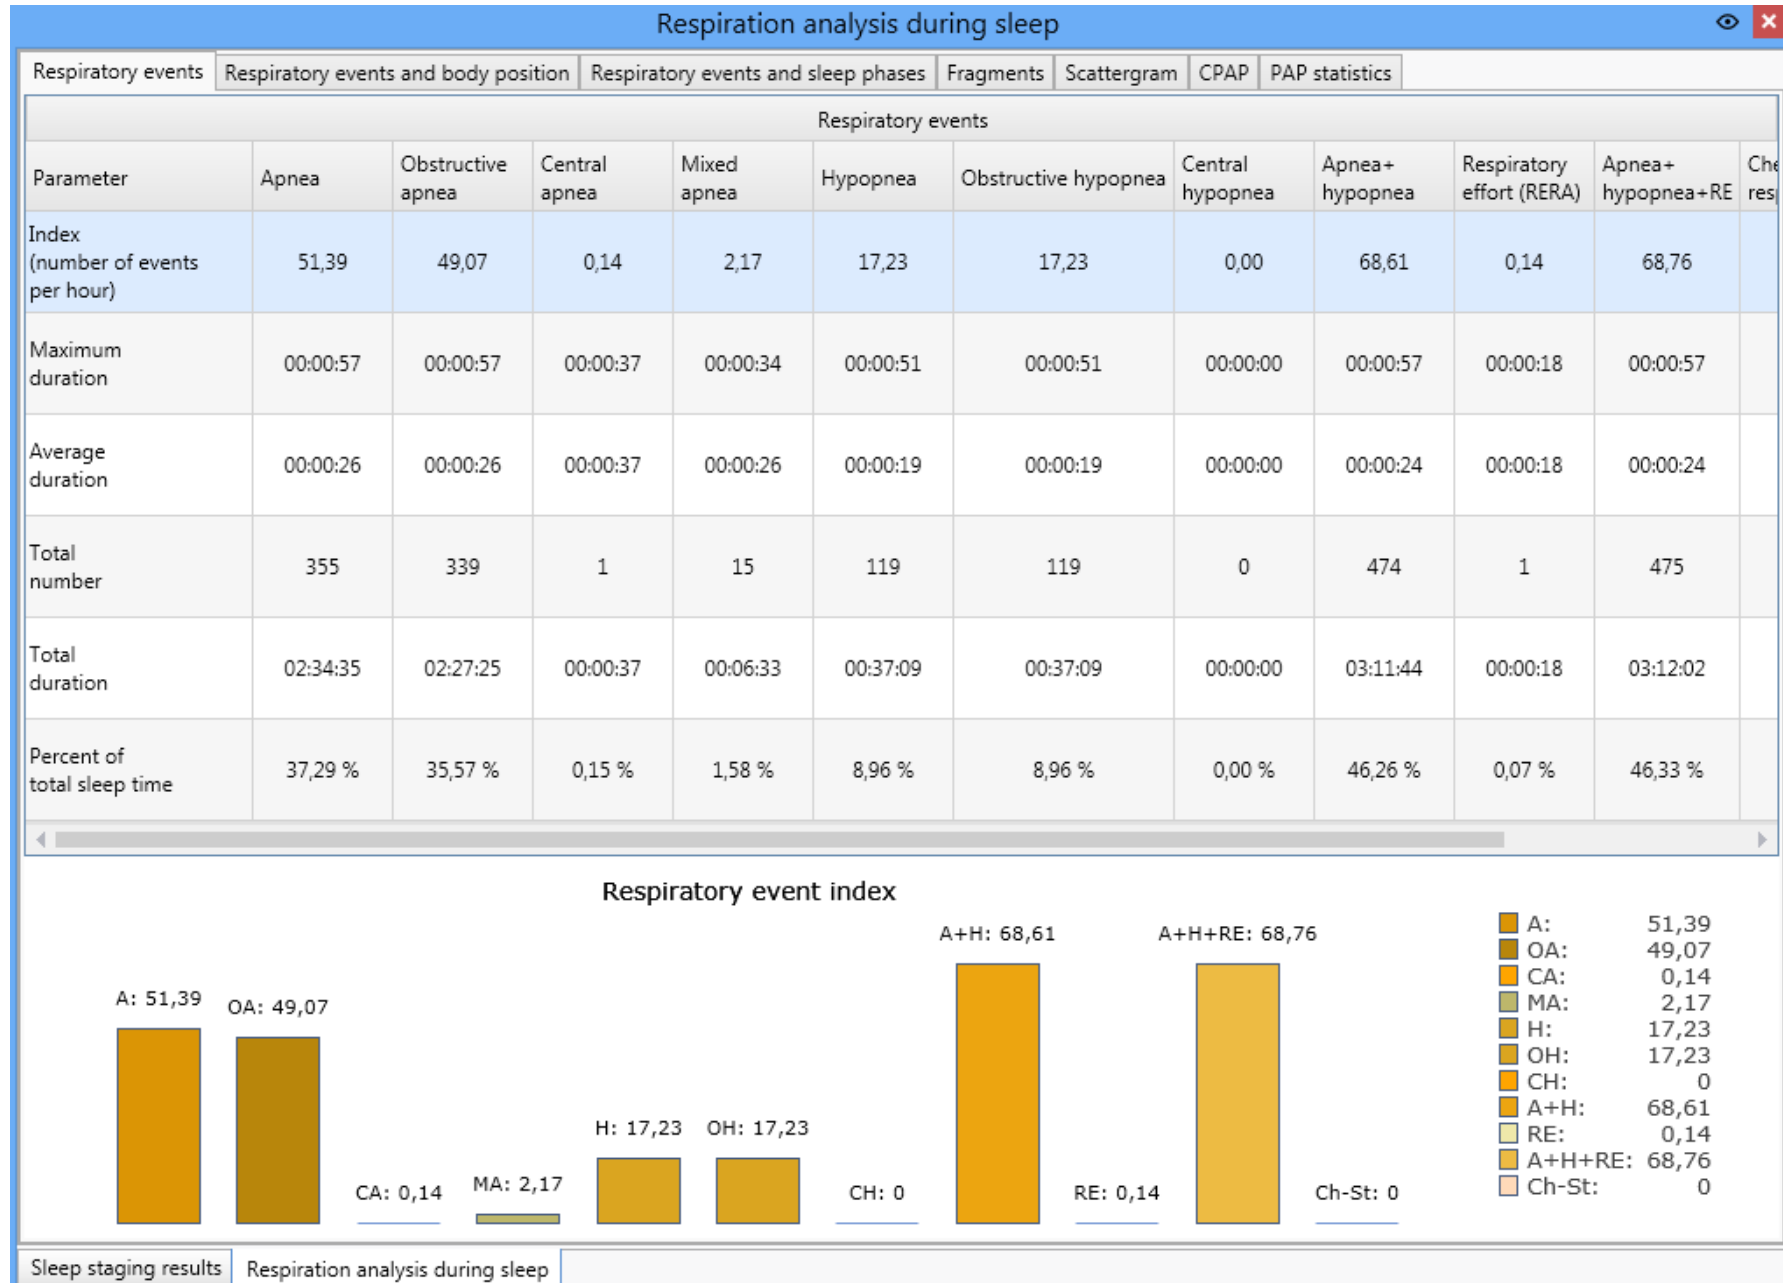 Respiration analysis during sleep
Respiratory events Respiratory events and body position Respiratory events and sleep phases Fragments Scattergram CPAP PAP statistics
Respiratory events
Parameter Apnea Obstructive apnea Central apnea Mixed apnea Hypopnea Obstructive hypopnea Central hypopnea Apnea+ hypopnea Respiratory effort (RERA) Apnea+ hypopnea+RE
Index (number of events per hour) 51,39 49,07 0,14 2,17 17,23 17,23 0,00 68,61 0,14 68,76
Maximum duration 00:00:57 00:00:57 00:00:37 00:00:34 00:00:51 00:00:51 00:00:00 00:00:57 00:00:18 00:00:57
Average duration 00:00:26 00:00:26 00:00:37 00:00:26 00:00:19 00:00:19 00:00:00 00:00:24 00:00:18 00:00:24
Total number 355 339 1 15 119 119 0 474 1 475
Total duration 02:34:35 02:27:25 00:00:37 00:06:33 00:37:09 00:37:09 00:00:00 03:11:44 00:00:18 03:12:02
Percent of total sleep time 37,29 % 35,57 % 0,15 % 1,58 % 8,96 % 8,96 % 0,00 % 46,26 % 0,07 % 46,33 %
Respiratory event index
A: 51,39
OA: 49,07
CA: 0,14
MA: 2,17
H: 17,23
OH: 17,23
CH: 0
A+H: 68,61
RE: 0,14
A+H+RE: 68,76
Ch-St: 0
A: 51,39
OA: 49,07
CA: 0,14
MA: 2,17
H: 17,23
OH: 17,23
CH: 0
A+H: 68,61
RE: 0,14
A+H+RE: 68,76
Ch-St: 0
Sleep staging results Respiration analysis during sleep